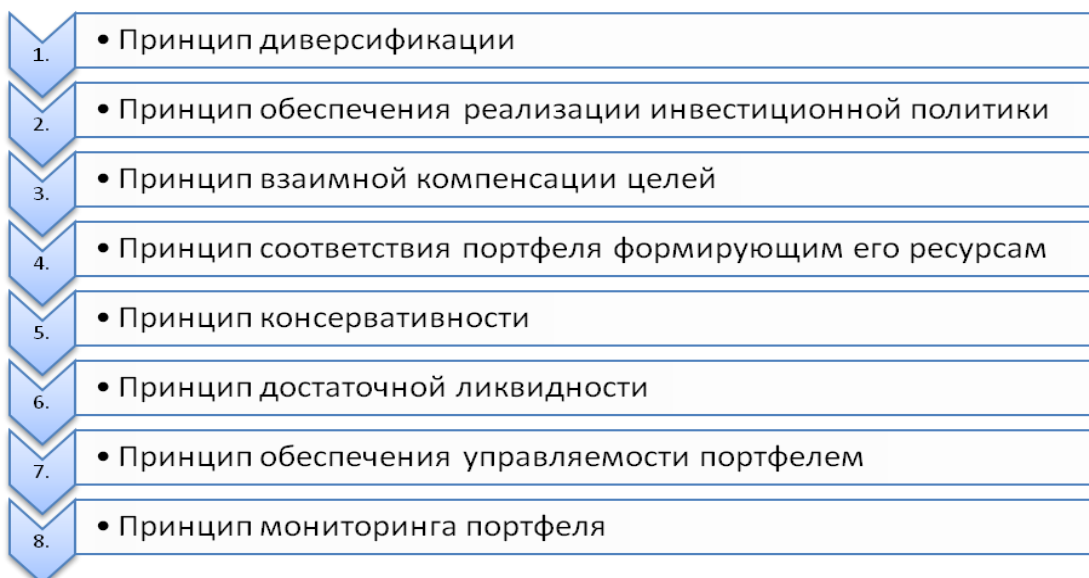 1. • Принцип диверсификации
2. • Принцип обеспечения реализации инвестиционной политики
3. • Принцип взаимной компенсации целей
4. • Принцип соответствия портфеля формирующим его ресурсам
5. • Принцип консервативности
6. • Принцип достаточной ликвидности
7. • Принцип обеспечения управляемости портфелем
8. • Принцип мониторинга портфеля